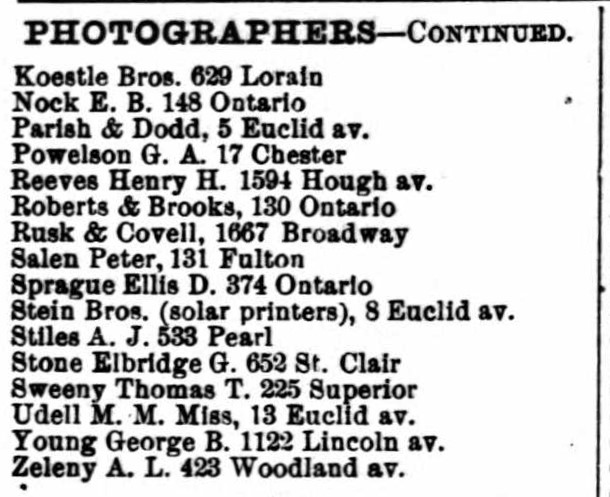 PHOTOGRAPHERS—CONTINUED.
Koestle Bros. 629 Lorain
Nock E. B. 148 Ontario
Parish & Dodd, 5 Euclid av.
Powelson G. A. 17 Chester
Reeves Henry H. 1594 Hough av.
Roberts & Brooks, 130 Ontario
Rusk & Covell, 1667 Broadway
Salen Peter, 131 Fulton
Sprague Ellis D. 374 Ontario
Stein Bros. (solar printers), 8 Euclid av.
Stiles A. J. 533 Pearl
Stone Elbridge G. 652 St. Clair
Sweeny Thomas T. 225 Superior
Udell M. M. Miss, 13 Euclid av.
Young George B. 1122 Lincoln av.
Zeleny A. L. 423 Woodland av.